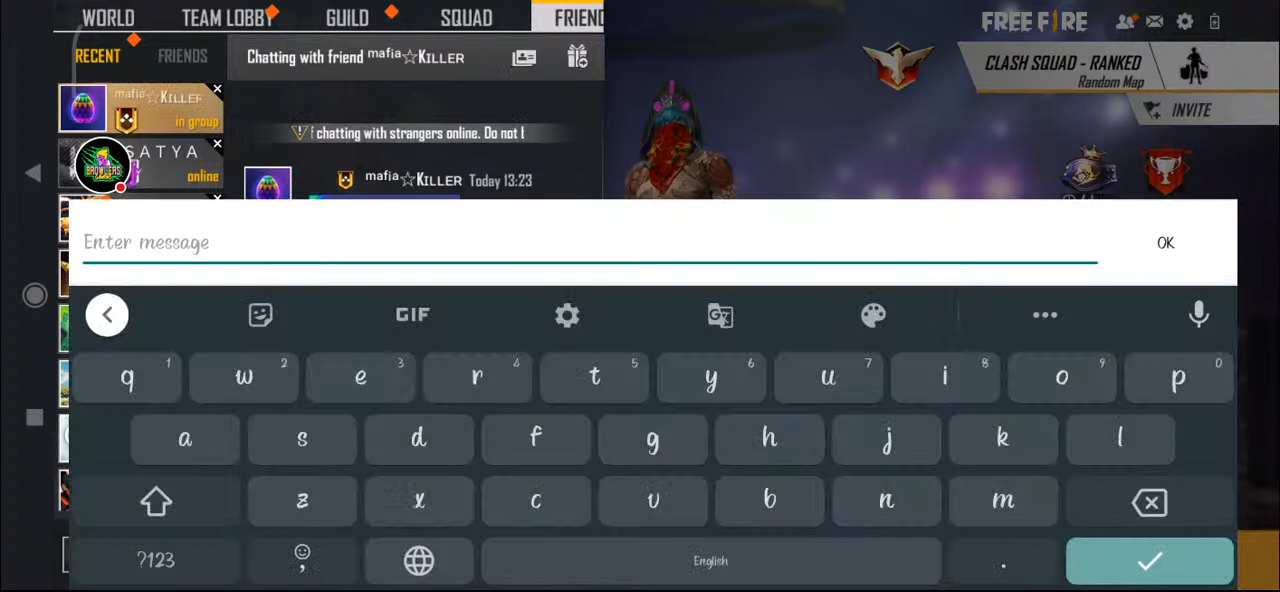 WORLD TEAM LOBBY GUILD SQUAD FRIEND
FREE FIRE
RECENT FRIENDS
Chatting with friend mafia☆KILLER
CLASH SQUAD - RANKED
Random Map
INVITE
mafia☆KILLER
in group
chatting with strangers online. Do not
SATYA
online
BROWLERS
mafia☆KILLER Today 13:23
Enter message
OK
GIF
q 1 w 2 e 3 r 4 t 5 y 6 u 7 i 8 o 9 p 0
a s d f g h j k l
z x c v b n m
?123 , English .